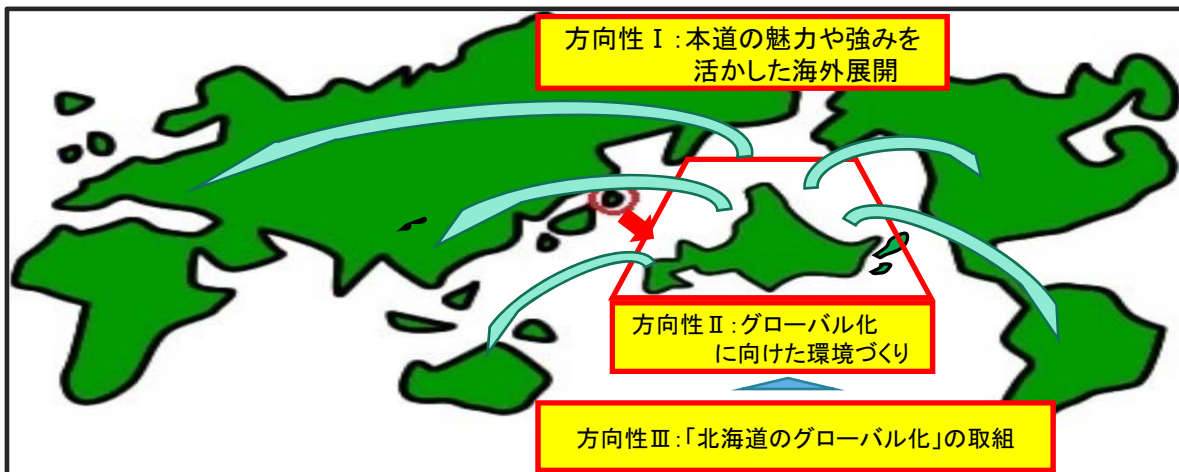 方向性Ⅰ:本道の魅力や強みを
活かした海外展開
方向性Ⅱ:グローバル化
に向けた環境づくり
方向性Ⅲ:「北海道のグローバル化」の取組